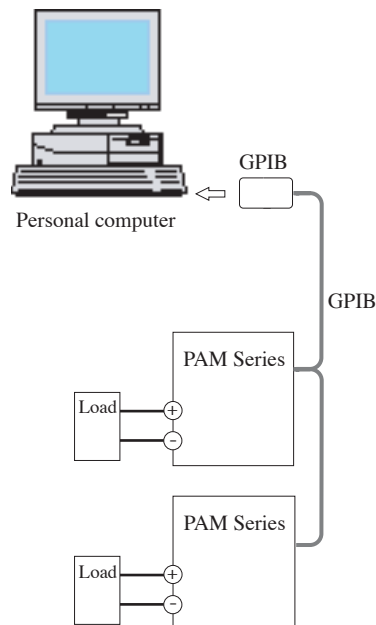 GPIB
Personal computer
GPIB
PAM Series
Load
+
-
PAM Series
Load
+
-